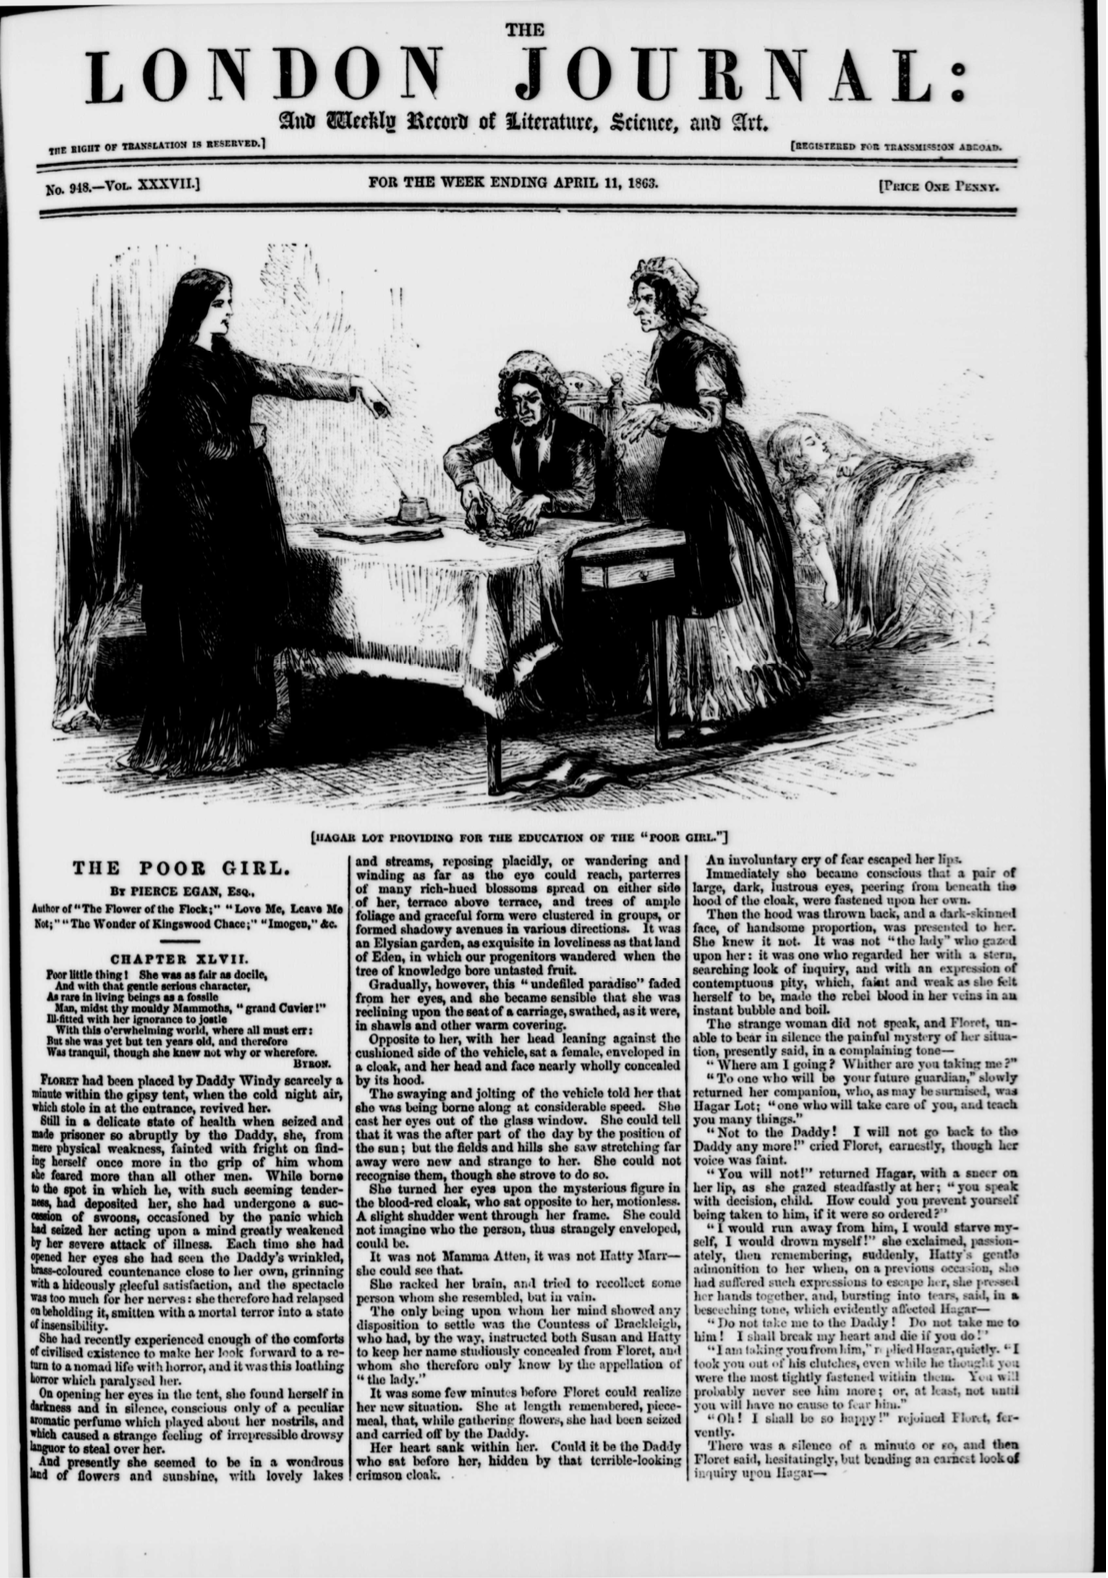 THE
LONDON JOURNAL:
And Weekly Record of Literature, Science, and Art.
THE RIGHT OF TRANSLATION IS RESERVED.]
[REGISTERED FOR TRANSMISSION ABROAD.
No. 948.—VOL. XXXVII.]
FOR THE WEEK ENDING APRIL 11, 1863.
[PRICE ONE PENNY.
[HAGAR LOT PROVIDING FOR THE EDUCATION OF THE "POOR GIRL."]
THE POOR GIRL.
BY PIERCE EGAN, ESQ.,
Author of "The Flower of the Flock;" "Love Me, Leave Me
Not;" "The Wonder of Kingswood Chace;" "Imogen," &c.
CHAPTER XLVII.
Poor little thing! She was as fair as docile,
And with that gentle serious character,
As rare in living beings as a fossile
Man, midst thy mouldy Mammoths, "grand Cuvier!"
Ill-fitted with her ignorance to jostle
With this o'erwhelming world, where all must err:
But she was yet but ten years old, and therefore
Was tranquil, though she knew not why or wherefore.
BYRON.
FLORET had been placed by Daddy Windy scarcely a
minute within the gipsy tent, when the cold night air,
which stole in at the entrance, revived her.
Still in a delicate state of health when seized and
made prisoner so abruptly by the Daddy, she, from
mere physical weakness, fainted with fright on find-
ing herself once more in the grip of him whom
she feared more than all other men. While borne
to the spot in which he, with such seeming tender-
ness, had deposited her, she had undergone a suc-
cession of swoons, occasioned by the panic which
had seized her acting upon a mind greatly weakened
by her severe attack of illness. Each time she had
opened her eyes she had seen the Daddy's wrinkled,
brass-coloured countenance close to her own, grinning
with a hideously gleeful satisfaction, and the spectacle
was too much for her nerves: she therefore had relapsed
on beholding it, smitten with a mortal terror into a state
of insensibility.
She had recently experienced enough of the comforts
of civilised existence to make her look forward to a re-
turn to a nomad life with horror, and it was this loathing
horror which paralysed her.
On opening her eyes in the tent, she found herself in
darkness and in silence, conscious only of a peculiar
aromatic perfume which played about her nostrils, and
which caused a strange feeling of irrepressible drowsy
languor to steal over her.
And presently she seemed to be in a wondrous
land of flowers and sunshine, with lovely lakes
and streams, reposing placidly, or wandering and
winding as far as the eye could reach, parterres
of many rich-hued blossoms spread on either side
of her, terrace above terrace, and trees of ample
foliage and graceful form were clustered in groups, or
formed shadowy avenues in various directions. It was
an Elysian garden, as exquisite in loveliness as that land
of Eden, in which our progenitors wandered when the
tree of knowledge bore untasted fruit.
Gradually, however, this "undefiled paradise" faded
from her eyes, and she became sensible that she was
reclining upon the seat of a carriage, swathed, as it were,
in shawls and other warm covering.
Opposite to her, with her head leaning against the
cushioned side of the vehicle, sat a female, enveloped in
a cloak, and her head and face nearly wholly concealed
by its hood.
The swaying and jolting of the vehicle told her that
she was being borne along at considerable speed. She
cast her eyes out of the glass window. She could tell
that it was the after part of the day by the position of
the sun; but the fields and hills she saw stretching far
away were new and strange to her. She could not
recognise them, though she strove to do so.
She turned her eyes upon the mysterious figure in
the blood-red cloak, who sat opposite to her, motionless.
A slight shudder went through her frame. She could
not imagine who the person, thus strangely enveloped,
could be.
It was not Mamma Atten, it was not Hatty Marr—
she could see that.
She racked her brain, and tried to recollect some
person whom she resembled, but in vain.
The only being upon whom her mind showed any
disposition to settle was the Countess of Brackleigh,
who had, by the way, instructed both Susan and Hatty
to keep her name studiously concealed from Floret, and
whom she therefore only knew by the appellation of
"the lady."
It was some few minutes before Floret could realize
her new situation. She at length remembered, piece-
meal, that, while gathering flowers, she had been seized
and carried off by the Daddy.
Her heart sank within her. Could it be the Daddy
who sat before her, hidden by that terrible-looking
crimson cloak.
An involuntary cry of fear escaped her lips.
Immediately she became conscious that a pair of
large, dark, lustrous eyes, peering from beneath the
hood of the cloak, were fastened upon her own.
Then the hood was thrown back, and a dark-skinned
face, of handsome proportion, was presented to her.
She knew it not. It was not "the lady" who gazed
upon her: it was one who regarded her with a stern,
searching look of inquiry, and with an expression of
contemptuous pity, which, faint and weak as she felt
herself to be, made the rebel blood in her veins in an
instant bubble and boil.
The strange woman did not speak, and Floret, un-
able to bear in silence the painful mystery of her situa-
tion, presently said, in a complaining tone—
"Where am I going? Whither are you taking me?"
"To one who will be your future guardian," slowly
returned her companion, who, as may be surmised, was
Hagar Lot; "one who will take care of you, and teach
you many things."
"Not to the Daddy! I will not go back to the
Daddy any more!" cried Floret, earnestly, though her
voice was faint.
"You will not!" returned Hagar, with a sneer on
her lip, as she gazed steadfastly at her; "you speak
with decision, child. How could you prevent yourself
being taken to him, if it were so ordered?"
"I would run away from him, I would starve my-
self, I would drown myself!" she exclaimed, passion-
ately, then remembering, suddenly, Hatty's gentle
admonition to her when, on a previous occasion, she
had suffered such expressions to escape her, she pressed
her hands together, and, bursting into tears, said, in a
beseeching tone, which evidently affected Hagar—
"Do not take me to the Daddy! Do not take me to
him! I shall break my heart and die if you do!"
"I am taking you from him," replied Hagar, quietly. "I
took you out of his clutches, even while he thought you
were the most tightly fastened within them. You will
probably never see him more; or, at least, not until
you will have no cause to fear him."
"Oh! I shall be so happy!" rejoined Floret, fer-
vently.
There was a silence of a minute or so, and then
Floret said, hesitatingly, but bending an earnest look of
inquiry upon Hagar—